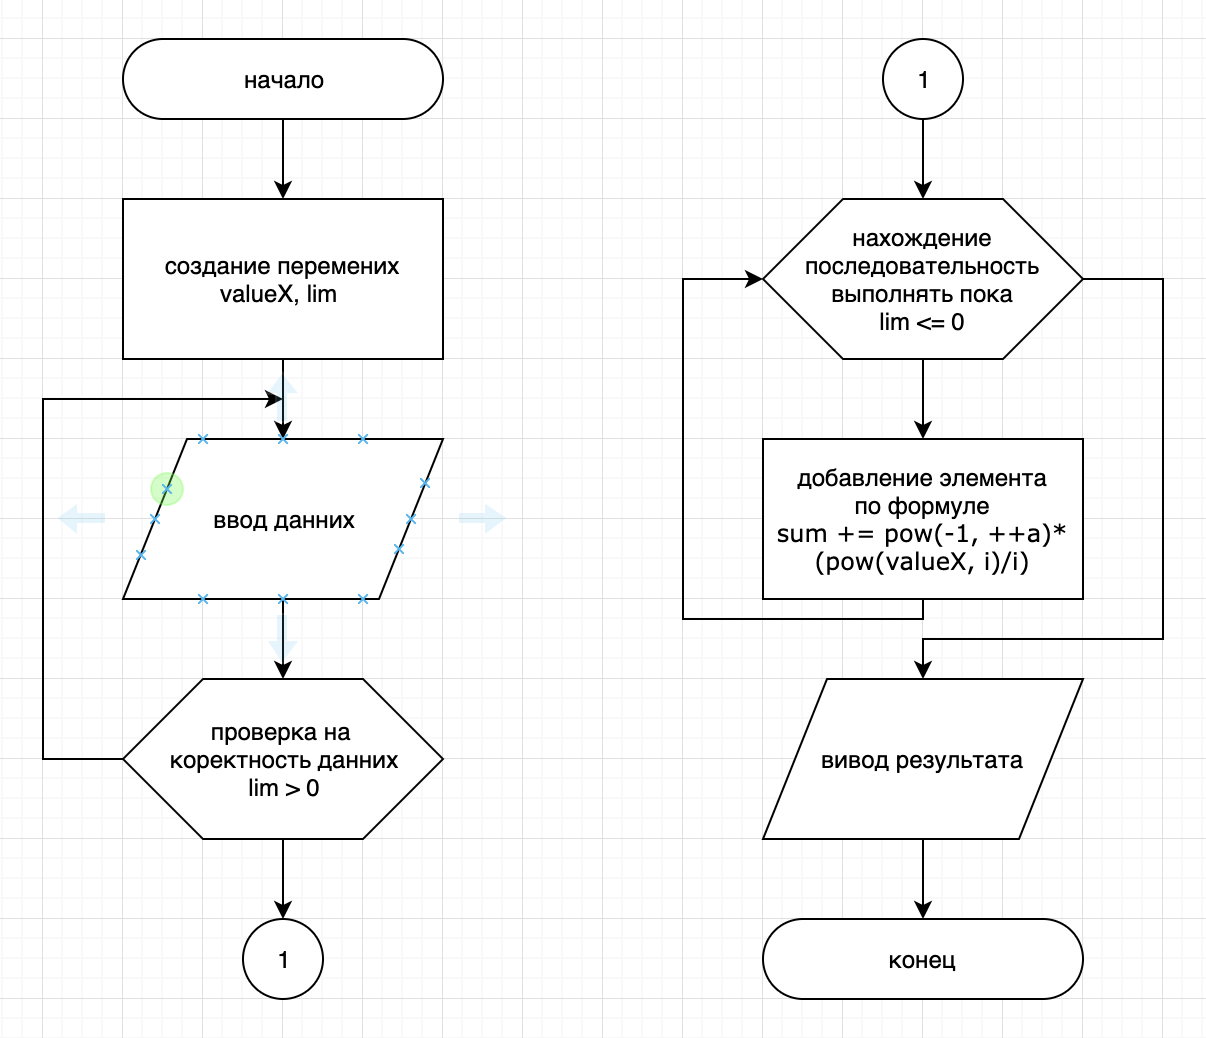 начало
создание перемених
valueX, lim
ввод данних
проверка на
коректность данних
lim > 0
1
1
нахождение
последовательность
выполнять пока
lim <= 0
добавление элемента
по формуле
sum += pow(-1, ++a)*
(pow(valueX, i)/i)
вивод результата
конец